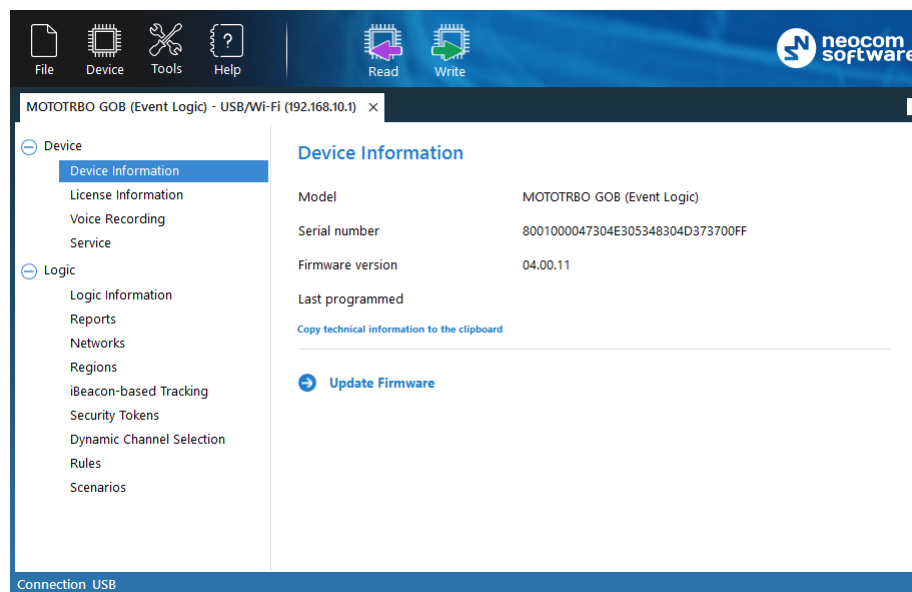 File Device Tools Help Read Write
neocom
software
MOTOTRBO GOB (Event Logic) - USB/Wi-Fi (192.168.10.1) ×
Device
Device Information
License Information
Voice Recording
Service
Logic
Logic Information
Reports
Networks
Regions
iBeacon-based Tracking
Security Tokens
Dynamic Channel Selection
Rules
Scenarios
Device Information
Model MOTOTRBO GOB (Event Logic)
Serial number 8001000047304E305348304D373700FF
Firmware version 04.00.11
Last programmed
Copy technical information to the clipboard
Update Firmware
Connection USB